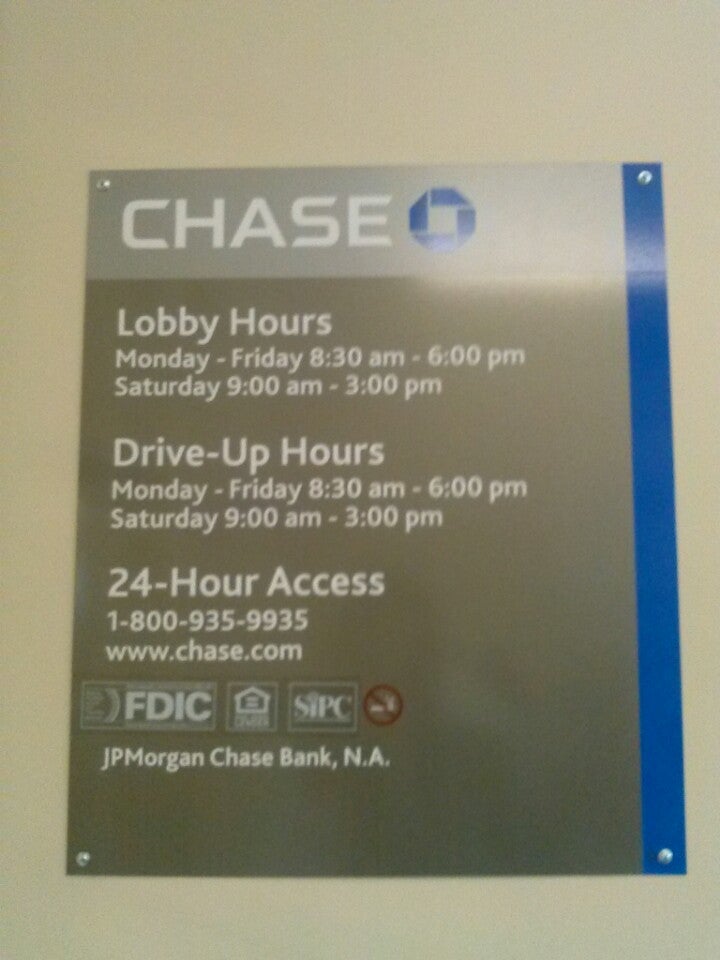 CHASE
Lobby Hours
Monday - Friday 8:30 am - 6:00 pm
Saturday 9:00 am - 3:00 pm
Drive-Up Hours
Monday - Friday 8:30 am - 6:00 pm
Saturday 9:00 am - 3:00 pm
24-Hour Access
1-800-935-9935
www.chase.com
FDIC SIPC
JPMorgan Chase Bank, N.A.